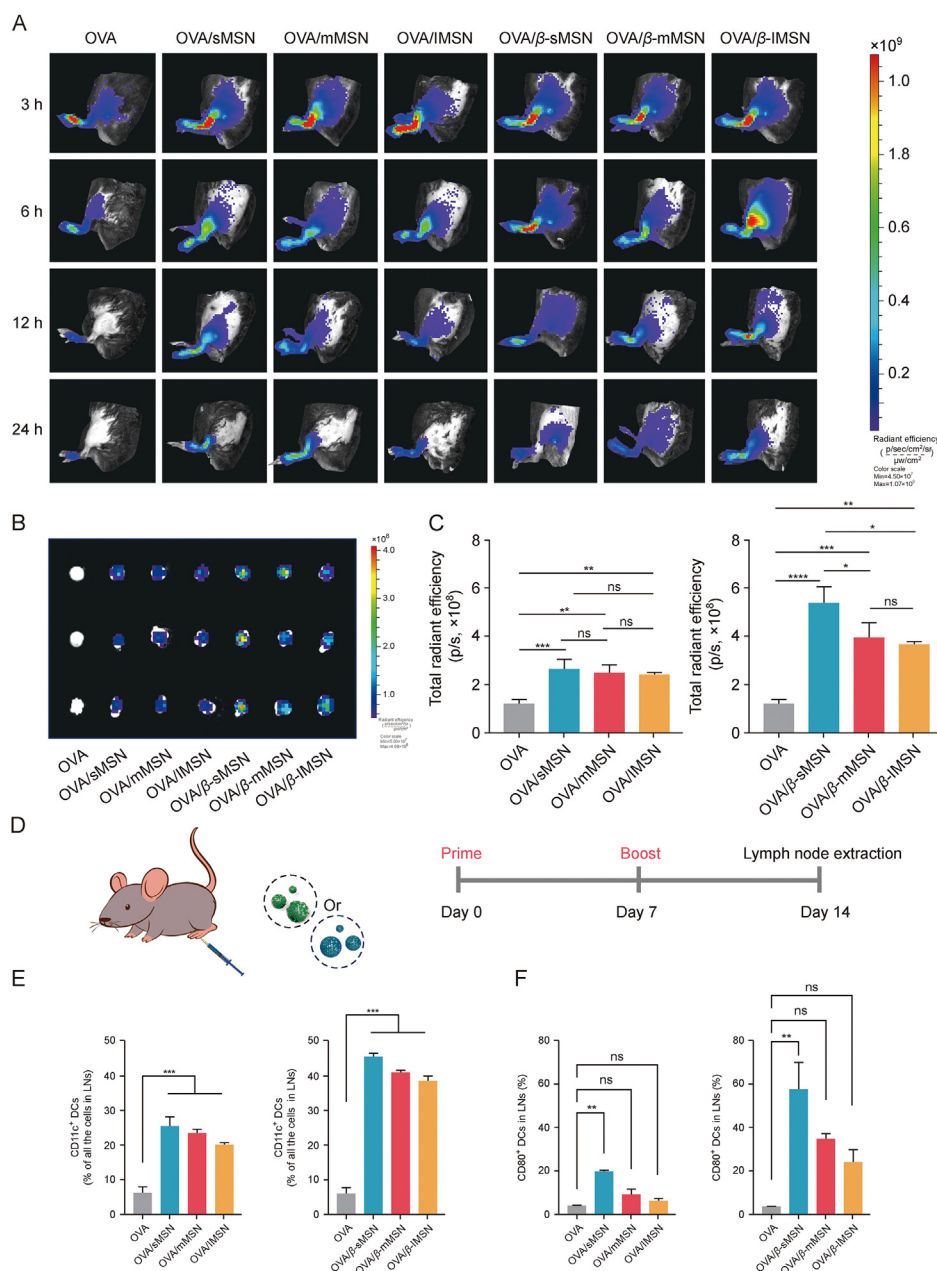 A
OVA OVA/sMSN OVA/mMSN OVA/lMSN OVA/β-sMSN OVA/β-mMSN OVA/β-lMSN
3 h
6 h
12 h
24 h
×10⁹
1.0
1.8
0.6
0.4
0.2
Radiant efficiency
( p/sec/cm²/sr / μw/cm² )
Color scale
Min=4.50×10⁷
Max=1.07×10⁹
B
×10⁸
4.0
3.0
2.0
1.0
Radiant efficiency
Color scale
OVA
OVA/sMSN
OVA/mMSN
OVA/lMSN
OVA/β-sMSN
OVA/β-mMSN
OVA/β-lMSN
C
Total radiant efficiency
(p/s, ×10⁸)
8
6
4
2
0
**
ns
**
ns ns
***
OVA
OVA/sMSN
OVA/mMSN
OVA/lMSN
Total radiant efficiency
(p/s, ×10⁸)
8
6
4
2
0
**
*
***
**** *
ns
OVA
OVA/β-sMSN
OVA/β-mMSN
OVA/β-lMSN
D
Or
Prime Boost Lymph node extraction
Day 0 Day 7 Day 14
E
CD11c⁺ DCs
(% of all the cells in LNs)
50
40
30
20
10
0
***
OVA
OVA/sMSN
OVA/mMSN
OVA/lMSN
CD11c⁺ DCs
(% of all the cells in LNs)
50
40
30
20
10
0
***
OVA
OVA/β-sMSN
OVA/β-mMSN
OVA/β-lMSN
F
CD80⁺ DCs in LNs (%)
80
60
40
20
0
ns
ns
**
OVA
OVA/sMSN
OVA/mMSN
OVA/lMSN
CD80⁺ DCs in LNs (%)
80
60
40
20
0
ns
ns
**
OVA
OVA/β-sMSN
OVA/β-mMSN
OVA/β-lMSN